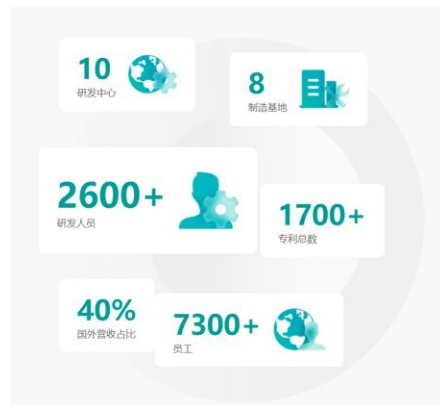 10
研发中心
8
制造基地
2600+
研发人员
1700+
专利总数
40%
国外营收占比
7300+
员工